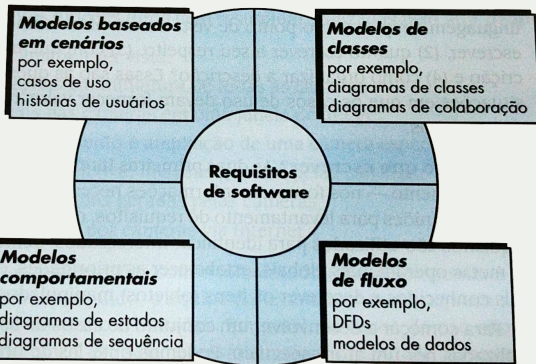 Modelos baseados
em cenários
por exemplo,
casos de uso
histórias de usuários
Modelos de
classes
por exemplo,
diagramas de classes
diagramas de colaboração
Requisitos
de software
Modelos
comportamentais
por exemplo,
diagramas de estados
diagramas de sequência
Modelos
de fluxo
por exemplo,
DFDs
modelos de dados